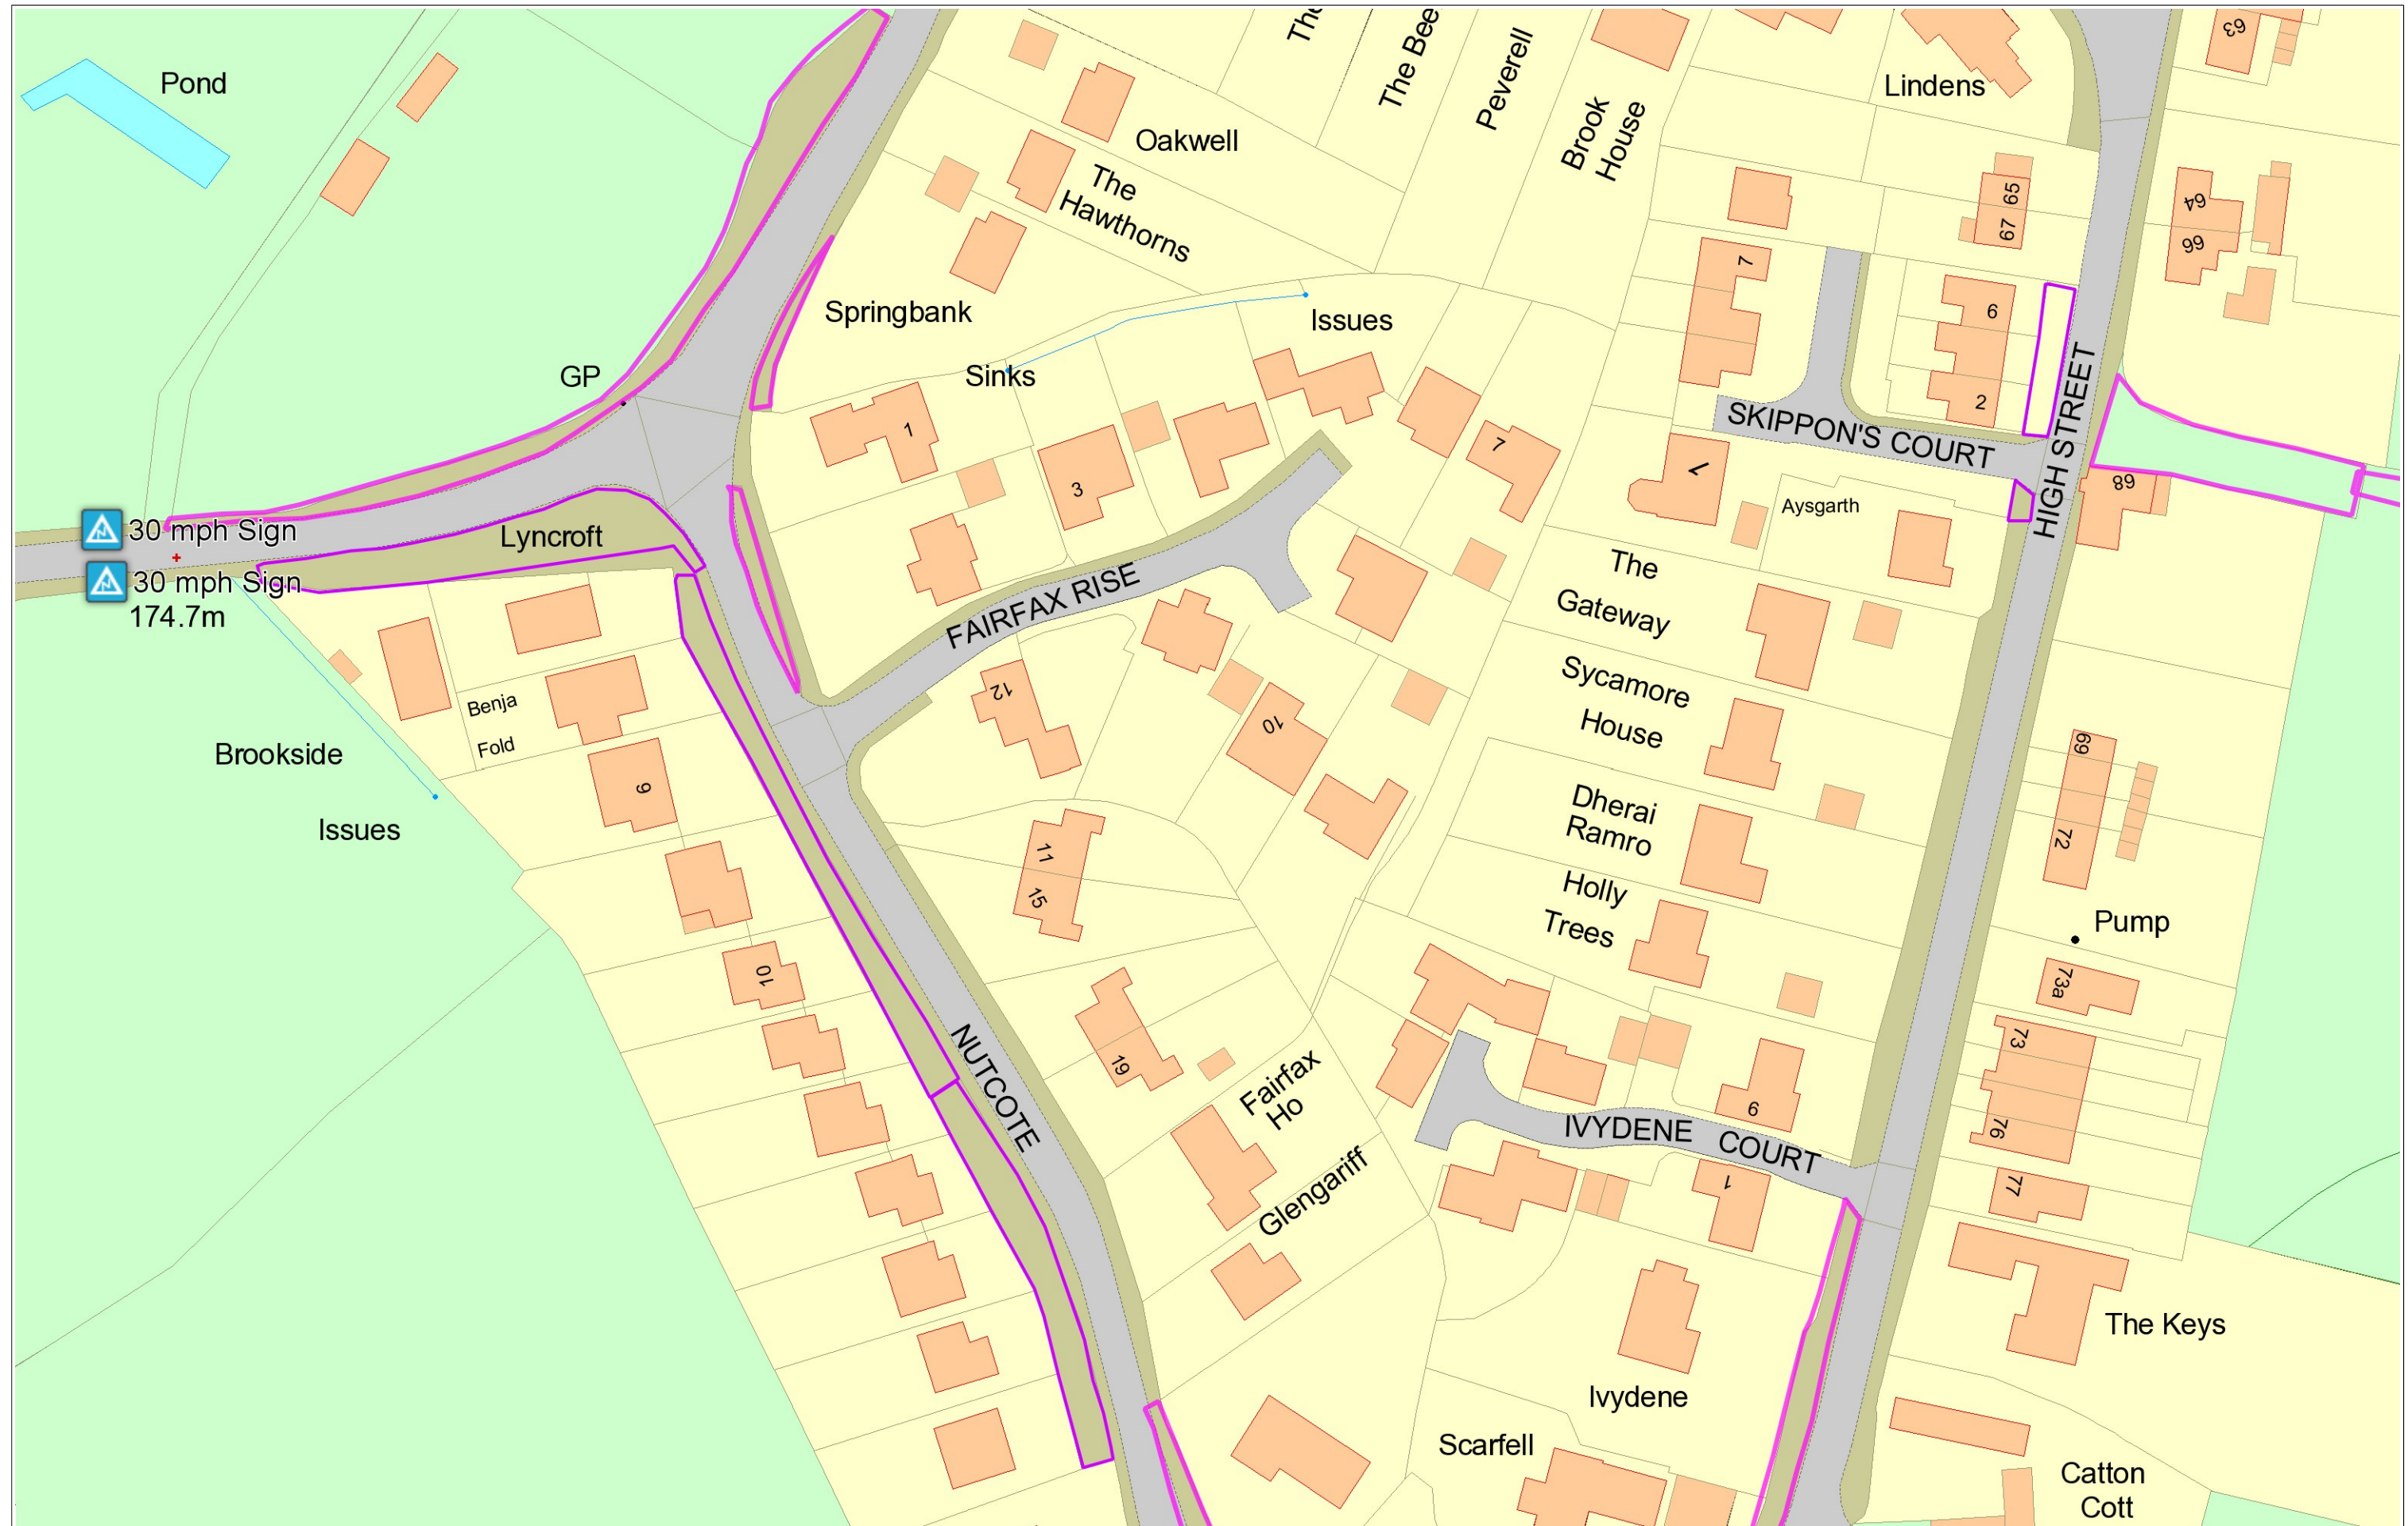 Pond
The
The Bee
Peverell
Brook
House
Lindens
63
Oakwell
The
Hawthorns
65
67
64
66
Springbank
Issues
Sinks
7
6
2
GP
1
3
7
SKIPPON'S COURT
HIGH STREET
68
1
Aysgarth
30 mph Sign
Lyncroft
30 mph Sign
174.7m
FAIRFAX RISE
The
Gateway
Benja
Fold
12
10
Sycamore
House
Brookside
9
69
72
Issues
11
15
Dherai
Ramro
Holly
Trees
Pump
10
73a
NUTCOTE
19
Fairfax
Ho
Glengariff
73
76
77
9
IVYDENE COURT
1
The Keys
Ivydene
Scarfell
Catton
Cott